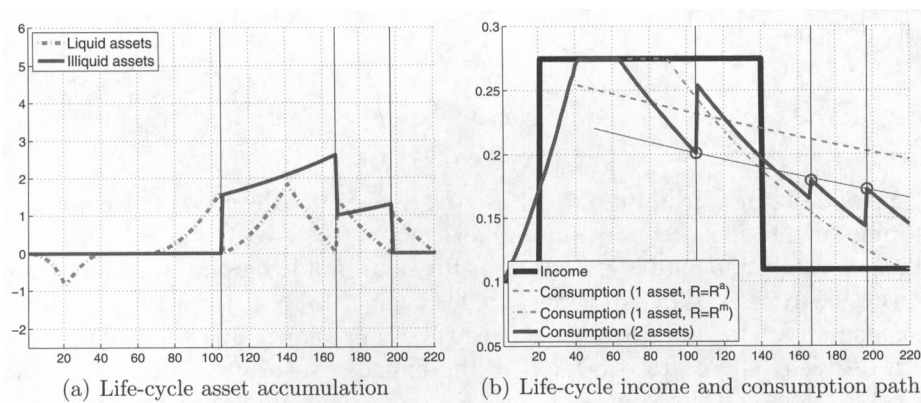 6
5
4
3
2
1
0
−1
−2
Liquid assets
Illiquid assets
20 40 60 80 100 120 140 160 180 200 220
(a) Life-cycle asset accumulation
0.3
0.25
0.2
0.15
0.1
0.05
Income
Consumption (1 asset, R=Rᵃ)
Consumption (1 asset, R=Rᵐ)
Consumption (2 assets)
20 40 60 80 100 120 140 160 180 200 220
(b) Life-cycle income and consumption path